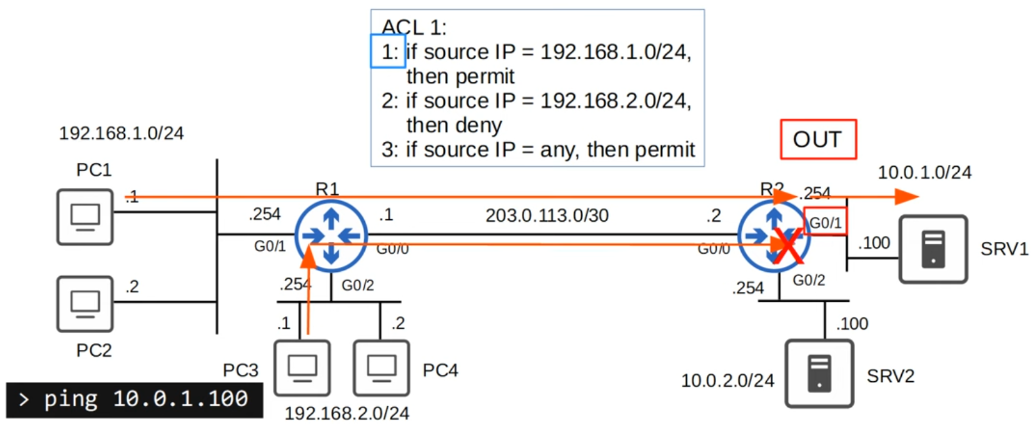 ACL 1:
1: if source IP = 192.168.1.0/24,
then permit
2: if source IP = 192.168.2.0/24,
then deny
3: if source IP = any, then permit
OUT
192.168.1.0/24
10.0.1.0/24
PC1
R1
R2
.1
.254
.254
.1
203.0.113.0/30
.2
G0/1
G0/1
G0/0
G0/0
.100
SRV1
.2
.254
G0/2
.254
G0/2
PC2
.1
.2
.100
PC3
PC4
10.0.2.0/24
SRV2
> ping 10.0.1.100
192.168.2.0/24